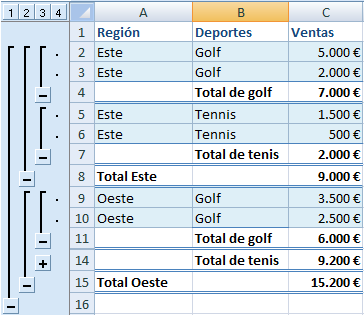 1 2 3 4 A B C
1 Región Deportes Ventas
2 Este Golf 5.000 €
3 Este Golf 2.000 €
4 Total de golf 7.000 €
5 Este Tennis 1.500 €
6 Este Tennis 500 €
7 Total de tenis 2.000 €
8 Total Este 9.000 €
9 Oeste Golf 3.500 €
10 Oeste Golf 2.500 €
11 Total de golf 6.000 €
14 Total de tenis 9.200 €
15 Total Oeste 15.200 €
16